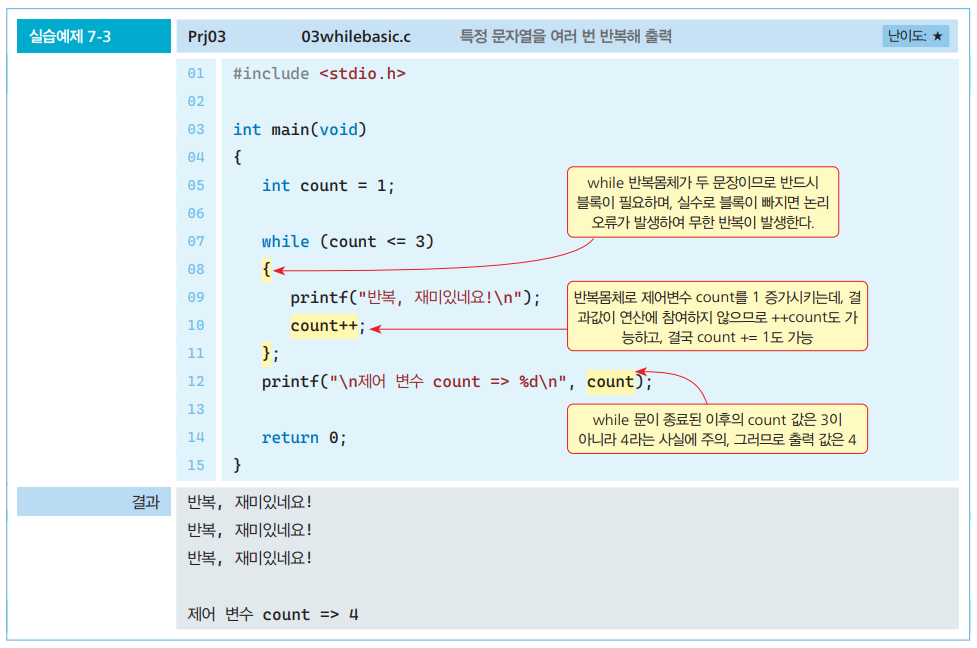 실습예제 7-3 Prj03 03whilebasic.c 특정 문자열을 여러 번 반복해 출력 난이도: ★
01 #include <stdio.h>
02
03 int main(void)
04 {
05 int count = 1;
06
07 while (count <= 3)
08 {
09 printf("반복, 재미있네요!\n");
10 count++;
11 };
12 printf("\n제어 변수 count => %d\n", count);
13
14 return 0;
15 }
while 반복몸체가 두 문장이므로 반드시
블록이 필요하며, 실수로 블록이 빠지면 논리
오류가 발생하여 무한 반복이 발생한다.
반복몸체로 제어변수 count를 1 증가시키는데, 결
과값이 연산에 참여하지 않으므로 ++count도 가
능하고, 결국 count += 1도 가능
while 문이 종료된 이후의 count 값은 3이
아니라 4라는 사실에 주의, 그러므로 출력 값은 4
결과
반복, 재미있네요!
반복, 재미있네요!
반복, 재미있네요!
제어 변수 count => 4